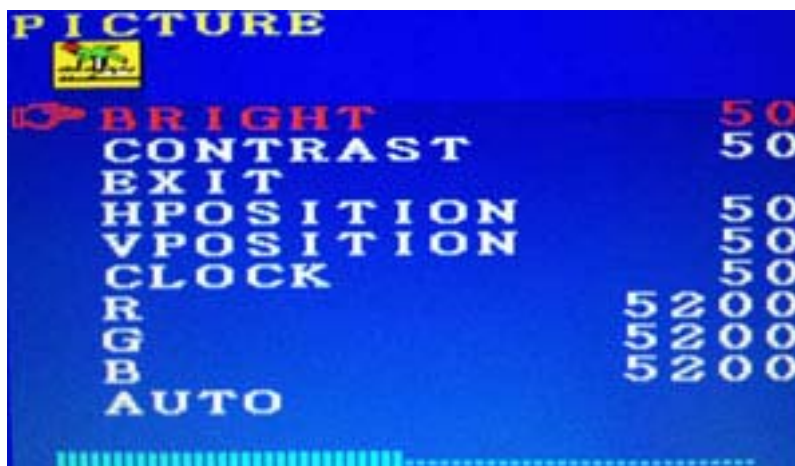 PICTURE
BRIGHT 50
CONTRAST 50
EXIT
HPOSITION 50
VPOSITION 50
CLOCK 50
R 5200
G 5200
B 5200
AUTO